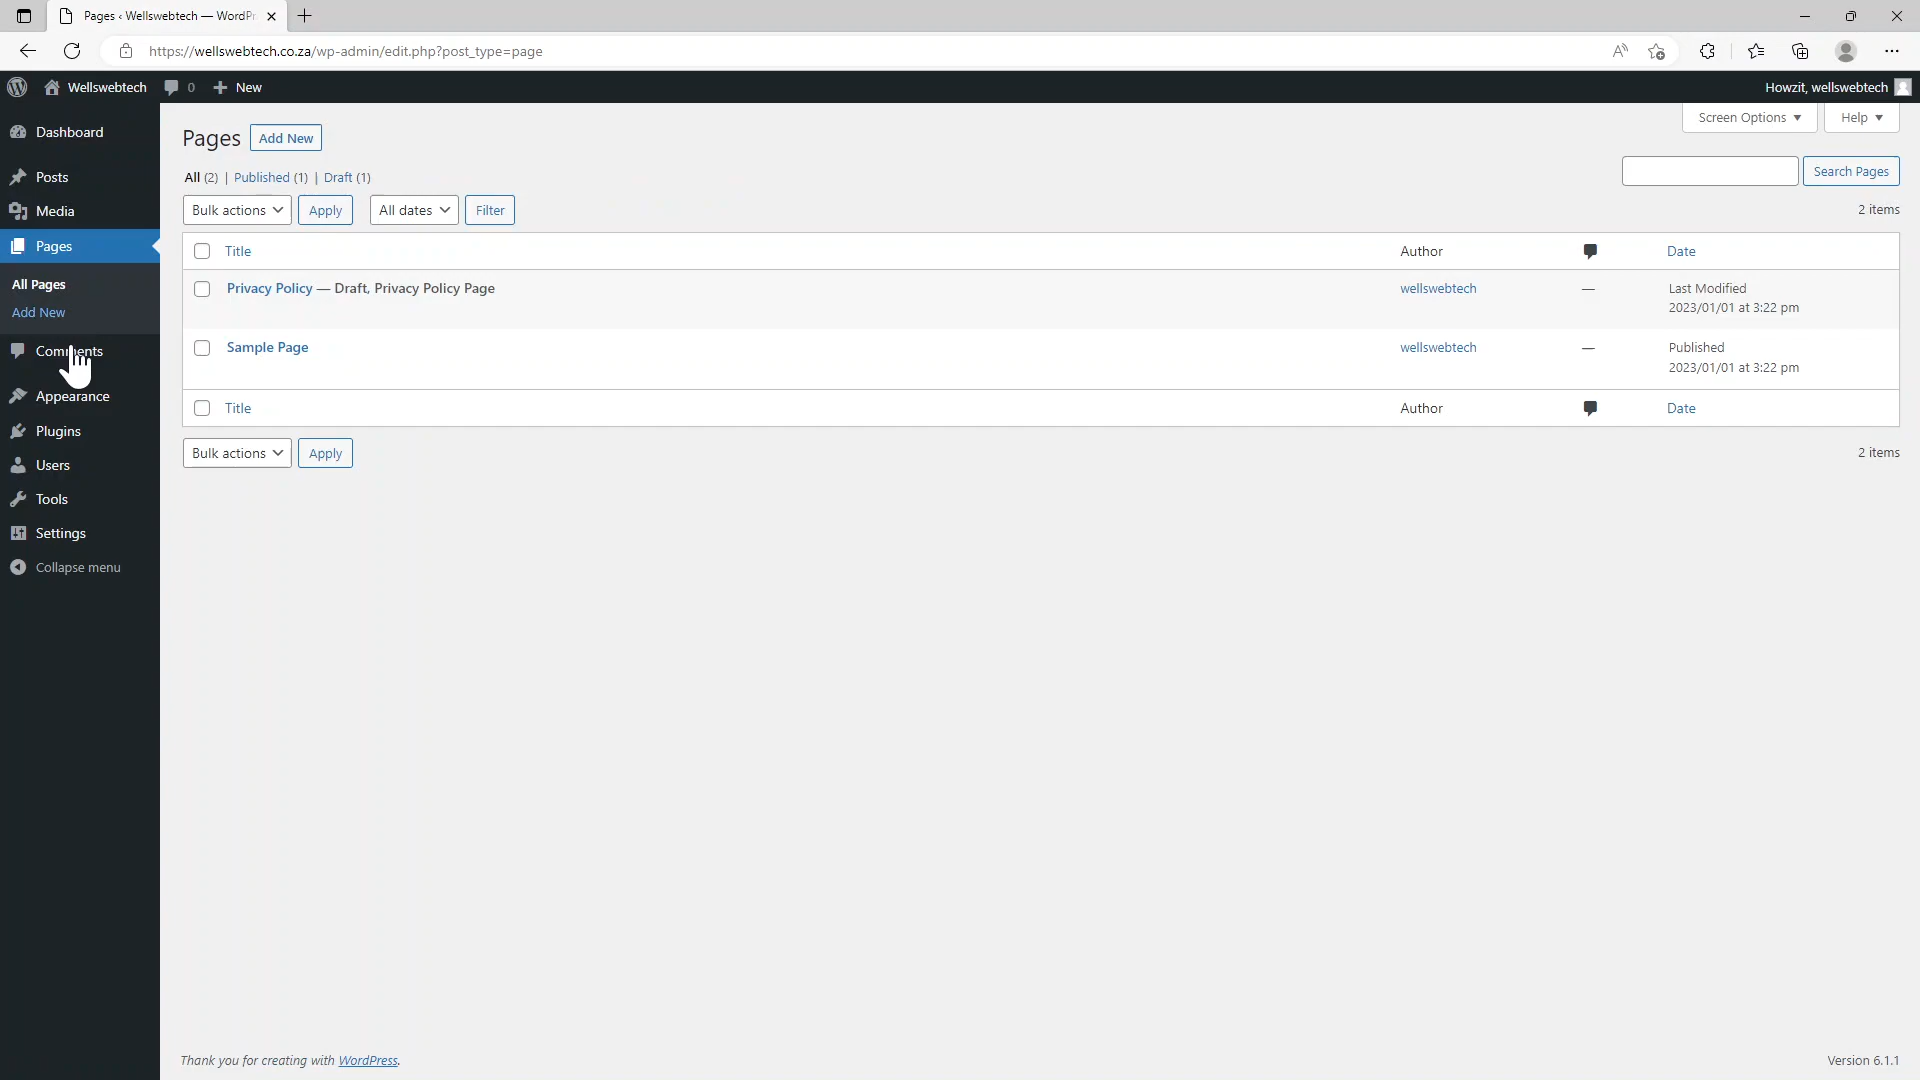 Pages ‹ Wellswebtech — WordPr
https://wellswebtech.co.za/wp-admin/edit.php?post_type=page
Wellswebtech 0 New Howzit, wellswebtech
Dashboard
Posts
Media
Pages
All Pages
Add New
Comments
Appearance
Plugins
Users
Tools
Settings
Collapse menu
Screen Options Help
Pages Add New
All (2) | Published (1) | Draft (1)
Search Pages
Bulk actions Apply All dates Filter 2 items
Title Author Date
Privacy Policy — Draft, Privacy Policy Page wellswebtech — Last Modified
2023/01/01 at 3:22 pm
Sample Page wellswebtech — Published
2023/01/01 at 3:22 pm
Title Author Date
Bulk actions Apply 2 items
Thank you for creating with WordPress. Version 6.1.1